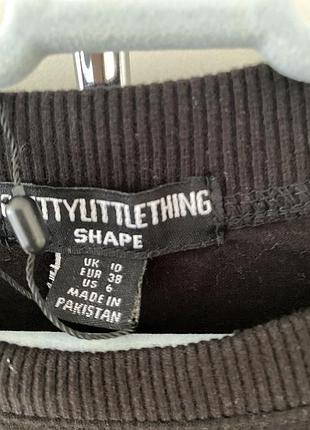 TTYLITTLETHING
SHAPE
UK 10
EUR 38
US 6
MADE IN
PAKISTAN